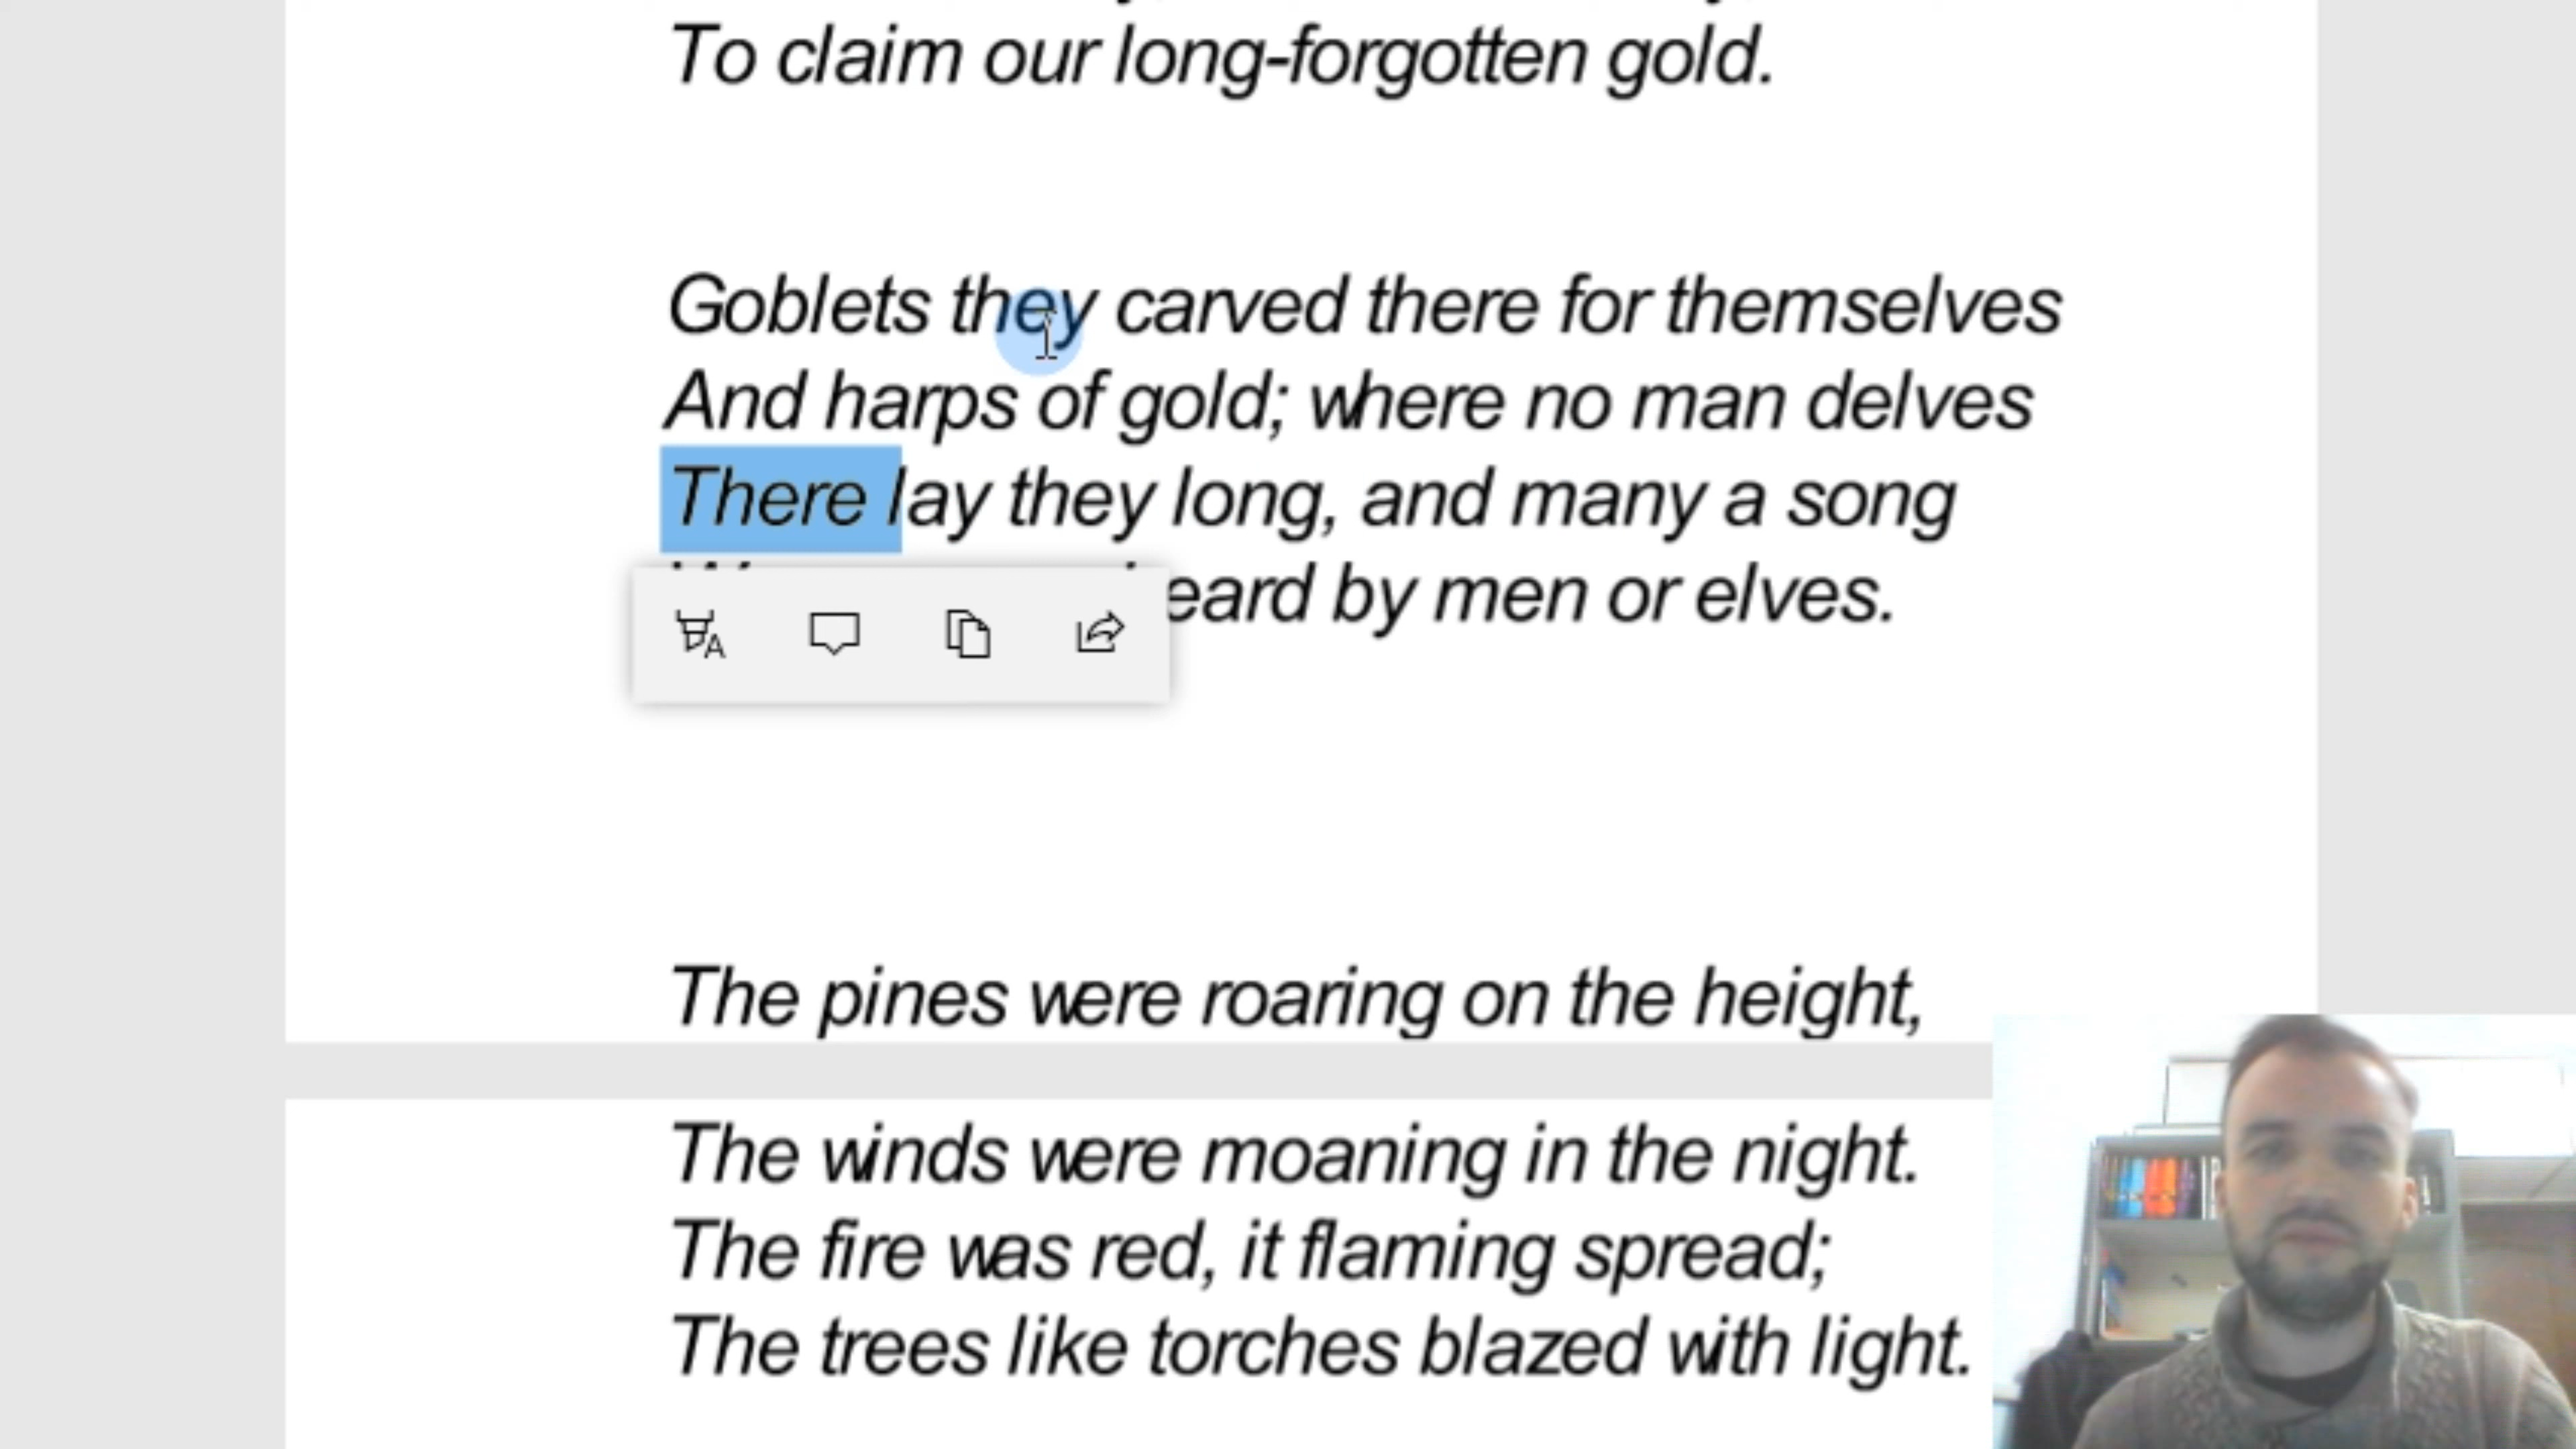 To claim our long-forgotten gold.
Goblets they carved there for themselves
And harps of gold; where no man delves
There lay they long, and many a song
eard by men or elves.
The pines were roaring on the height,
The winds were moaning in the night.
The fire was red, it flaming spread;
The trees like torches blazed with light.